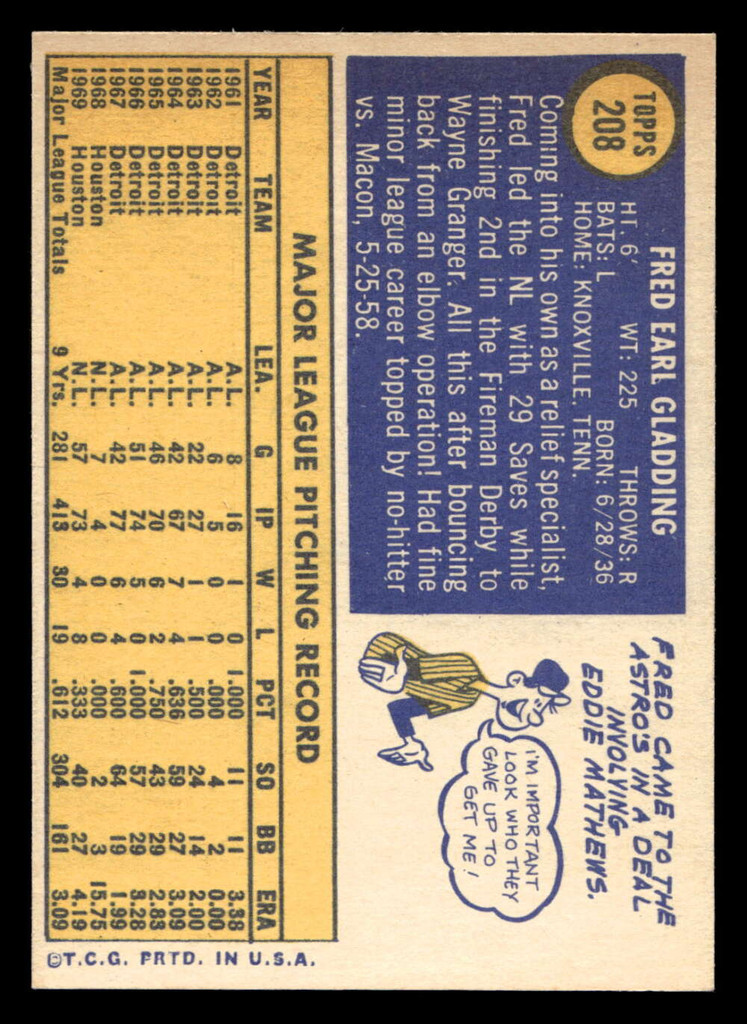 TOPPS
208
FRED EARL GLADDING
HT. 6' WT: 225 THROWS: R
BATS: L BORN: 6/28/36
HOME: KNOXVILLE, TENN.
Coming into his own as a relief specialist,
Fred led the NL with 29 Saves while
finishing 2nd in the Fireman Derby to
Wayne Granger. All this after bouncing
back from an elbow operation! Had fine
minor league career topped by no-hitter
vs. Macon, 5-25-58.
FRED CAME TO THE
ASTRO'S IN A DEAL
INVOLVING
EDDIE MATHEWS.
I'M IMPORTANT
LOOK WHO THEY
GAVE UP TO
GET ME!
MAJOR LEAGUE PITCHING RECORD
YEAR TEAM LEA. G IP W L PCT SO BB ERA
1961 Detroit A.L. 8 16 1 0 1.000 11 11 3.38
1962 Detroit A.L. 6 5 0 0 .000 4 2 0.00
1963 Detroit A.L. 22 27 1 1 .500 24 14 2.00
1964 Detroit A.L. 42 67 7 4 .636 59 27 3.09
1965 Detroit A.L. 46 70 6 2 .750 43 29 2.83
1966 Detroit A.L. 51 74 5 0 1.000 57 29 3.28
1967 Detroit A.L. 42 77 6 4 .600 64 19 1.99
1968 Houston N.L. 7 4 0 0 .000 2 3 15.75
1969 Houston N.L. 57 73 4 8 .333 40 27 4.19
Major League Totals 9 Yrs. 281 413 30 19 .612 304 161 3.09
©T.C.G. PRTD. IN U.S.A.